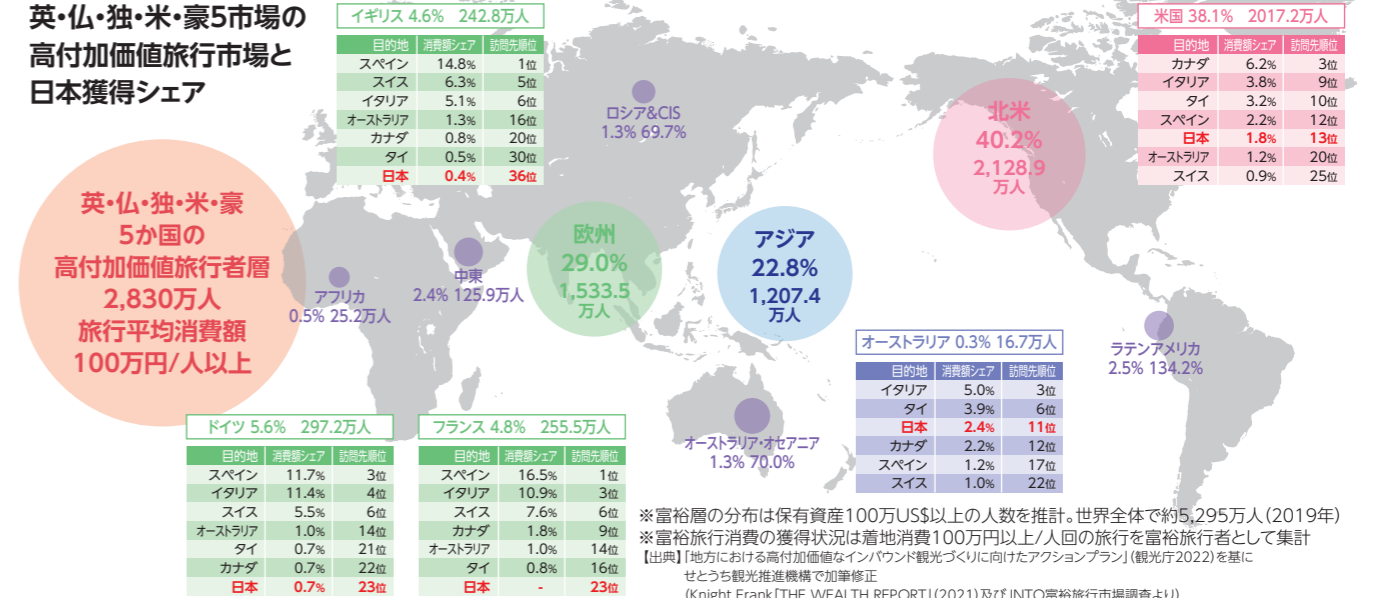 英・仏・独・米・豪5市場の
高付加価値旅行市場と
日本獲得シェア
英・仏・独・米・豪
5か国の
高付加価値旅行者層
2,830万人
旅行平均消費額
100万円/人以上
イギリス 4.6% 242.8万人
目的地 消費額シェア 訪問先順位
スペイン 14.8% 1位
スイス 6.3% 5位
イタリア 5.1% 6位
オーストラリア 1.3% 16位
カナダ 0.8% 20位
タイ 0.5% 30位
日本 0.4% 36位
ロシア&CIS
1.3% 69.7%
北米
40.2%
2,128.9
万人
米国 38.1% 2017.2万人
目的地 消費額シェア 訪問先順位
カナダ 6.2% 3位
イタリア 3.8% 9位
タイ 3.2% 10位
スペイン 2.2% 12位
日本 1.8% 13位
オーストラリア 1.2% 20位
スイス 0.9% 25位
アフリカ
0.5% 25.2万人
中東
2.4% 125.9万人
欧州
29.0%
1,533.5
万人
アジア
22.8%
1,207.4
万人
オーストラリア・オセアニア
1.3% 70.0%
オーストラリア 0.3% 16.7万人
目的地 消費額シェア 訪問先順位
イタリア 5.0% 3位
タイ 3.9% 6位
日本 2.4% 11位
カナダ 2.2% 12位
スペイン 1.2% 17位
スイス 1.0% 22位
ラテンアメリカ
2.5% 134.2%
ドイツ 5.6% 297.2万人
目的地 消費額シェア 訪問先順位
スペイン 11.7% 3位
イタリア 11.4% 4位
スイス 5.5% 6位
オーストラリア 1.0% 14位
タイ 0.7% 21位
カナダ 0.7% 22位
日本 0.7% 23位
フランス 4.8% 255.5万人
目的地 消費額シェア 訪問先順位
スペイン 16.5% 1位
イタリア 10.9% 3位
スイス 7.6% 6位
カナダ 1.8% 9位
オーストラリア 1.0% 14位
タイ 0.8% 16位
日本 - 23位
※富裕層の分布は保有資産100万US$以上の人数を推計。世界全体で約5,295万人(2019年)
※富裕旅行消費の獲得状況は着地消費100万円以上/人回の旅行を富裕旅行者として集計
【出典】「地方における高付加価値なインバウンド観光づくりに向けたアクションプラン」(観光庁2022)を基に
せとうち観光推進機構で加筆修正
(Knight Frank「THE WEALTH REPORT」(2021)及びJNTO富裕旅行市場調査より)